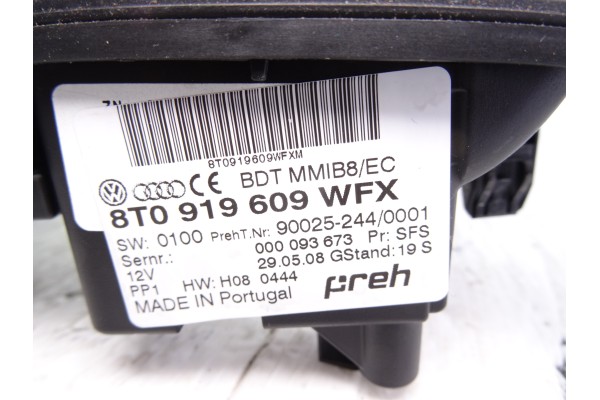 8T0919609WFXM
CE BDT MMIB8/EC
8T0 919 609 WFX
SW: 0100 PrehT.Nr: 90025-244/0001
Sernr.: 000 093 673 Pr: SFS
12V 29.05.08 GStand: 19 S
PP1 HW: H08 0444
MADE IN Portugal preh